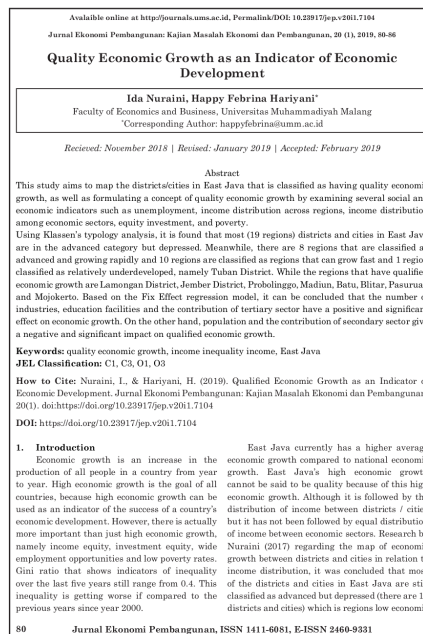 Avalaible online at http://journals.ums.ac.id, Permalink/DOI: 10.23917/jep.v20i1.7104
Jurnal Ekonomi Pembangunan: Kajian Masalah Ekonomi dan Pembangunan, 20 (1), 2019, 80-86
Quality Economic Growth as an Indicator of Economic
Development
Ida Nuraini, Happy Febrina Hariyani*
Faculty of Economics and Business, Universitas Muhammadiyah Malang
*Corresponding Author: happyfebrina@umm.ac.id
Recieved: November 2018 | Revised: January 2019 | Accepted: February 2019
Abstract
This study aims to map the districts/cities in East Java that is classified as having quality economi
growth, as well as formulating a concept of quality economic growth by examining several social an
economic indicators such as unemployment, income distribution across regions, income distributio
among economic sectors, equity investment, and poverty.
Using Klassen's typology analysis, it is found that most (19 regions) districts and cities in East Jav
are in the advanced category but depressed. Meanwhile, there are 8 regions that are classified a
advanced and growing rapidly and 10 regions are classified as regions that can grow fast and 1 regio
classified as relatively underdeveloped, namely Tuban District. While the regions that have qualifie
economic growth are Lamongan District, Jember District, Probolinggo, Madiun, Batu, Blitar, Pasurua
and Mojokerto. Based on the Fix Effect regression model, it can be concluded that the number o
industries, education facilities and the contribution of tertiary sector have a positive and significan
effect on economic growth. On the other hand, population and the contribution of secondary sector giv
a negative and significant impact on qualified economic growth.
Keywords: quality economic growth, income inequality income, East Java
JEL Classification: C1, C3, O1, O3
How to Cite: Nuraini, I., & Hariyani, H. (2019). Qualified Economic Growth as an Indicator o
Economic Development. Jurnal Ekonomi Pembangunan: Kajian Masalah Ekonomi dan Pembangunan
20(1). doi:https://doi.org/10.23917/jep.v20i1.7104
DOI: https://doi.org/10.23917/jep.v20i1.7104
1. Introduction
Economic growth is an increase in the
production of all people in a country from year
to year. High economic growth is the goal of all
countries, because high economic growth can be
used as an indicator of the success of a country's
economic development. However, there is actually
more important than just high economic growth,
namely income equity, investment equity, wide
employment opportunities and low poverty rates.
Gini ratio that shows indicators of inequality
over the last five years still range from 0.4. This
inequality is getting worse if compared to the
previous years since year 2000.
East Java currently has a higher averag
economic growth compared to national economi
growth. East Java's high economic growt
cannot be said to be quality because of this hig
economic growth. Although it is followed by th
distribution of income between districts / citie
but it has not been followed by equal distributio
of income between economic sectors. Research b
Nuraini (2017) regarding the map of economi
growth between districts and cities in relation t
income distribution, it was concluded that mos
of the districts and cities in East Java are stil
classified as advanced but depressed (there are 1
districts and cities) which is regions low economi
80 Jurnal Ekonomi Pembangunan, ISSN 1411-6081, E-ISSN 2460-9331